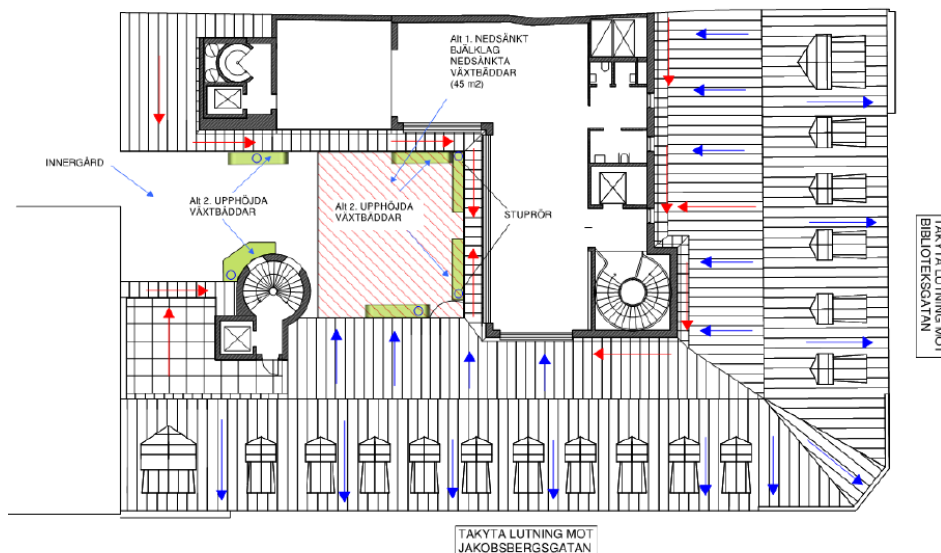 Alt 1. NEDSÄNKT
BJÄLKLAG
NEDSÄNKTA
VÄXTBÄDDAR
(45 m2)
INNERGÅRD
Alt 2. UPPHÖJDA
VÄXTBÄDDAR
Alt 2. UPPHÖJDA
VÄXTBÄDDAR
STUPRÖR
TAKYTA LUTNING MOT
BIBLIOTEKSGATAN
TAKYTA LUTNING MOT
JAKOBSBERGSGATAN